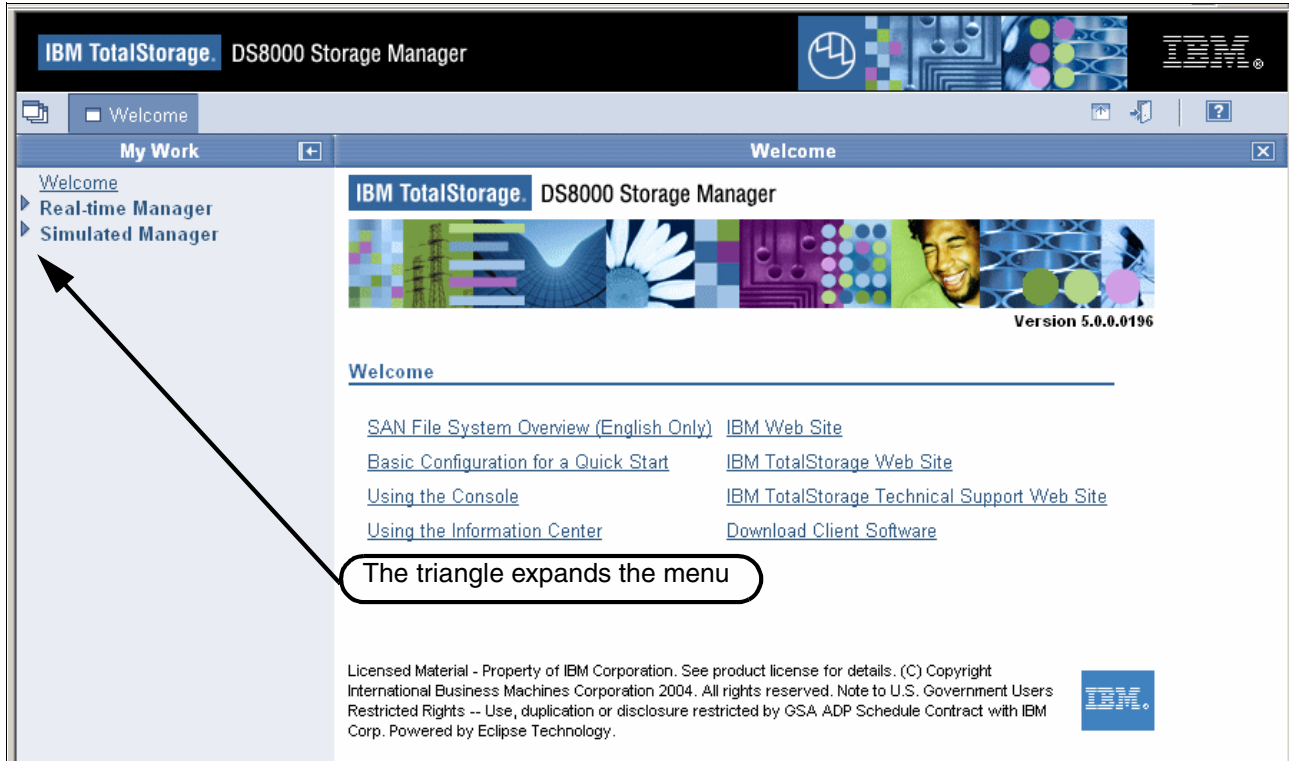 IBM TotalStorage. DS8000 Storage Manager
IBM®
Welcome
?
My Work
Welcome
Welcome
Real-time Manager
Simulated Manager
IBM TotalStorage. DS8000 Storage Manager
Version 5.0.0.0196
Welcome
SAN File System Overview (English Only) IBM Web Site
Basic Configuration for a Quick Start IBM TotalStorage Web Site
Using the Console IBM TotalStorage Technical Support Web Site
Using the Information Center Download Client Software
The triangle expands the menu
Licensed Material - Property of IBM Corporation. See product license for details. (C) Copyright
International Business Machines Corporation 2004. All rights reserved. Note to U.S. Government Users
Restricted Rights -- Use, duplication or disclosure restricted by GSA ADP Schedule Contract with IBM
Corp. Powered by Eclipse Technology.
IBM.